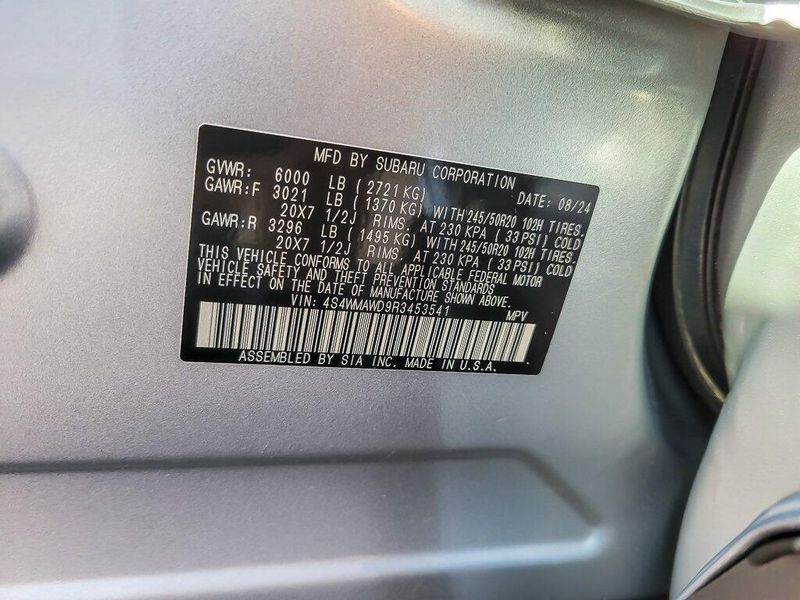 MFD BY SUBARU CORPORATION
GVWR: 6000 LB ( 2721 KG) DATE: 08/24
GAWR:F 3021 LB ( 1370 KG) WITH 245/50R20 102H TIRES.
20X7 1/2J RIMS. AT 230 KPA ( 33 PSI) COLD
GAWR:R 3296 LB ( 1495 KG) WITH 245/50R20 102H TIRES.
20X7 1/2J RIMS. AT 230 KPA ( 33 PSI) COLD
THIS VEHICLE CONFORMS TO ALL APPLICABLE FEDERAL MOTOR
VEHICLE SAFETY AND THEFT PREVENTION STANDARDS
IN EFFECT ON THE DATE OF MANUFACTURE SHOWN ABOVE.
VIN: 4S4WMAWD9R3453541 MPV
ASSEMBLED BY SIA INC. MADE IN U.S.A.